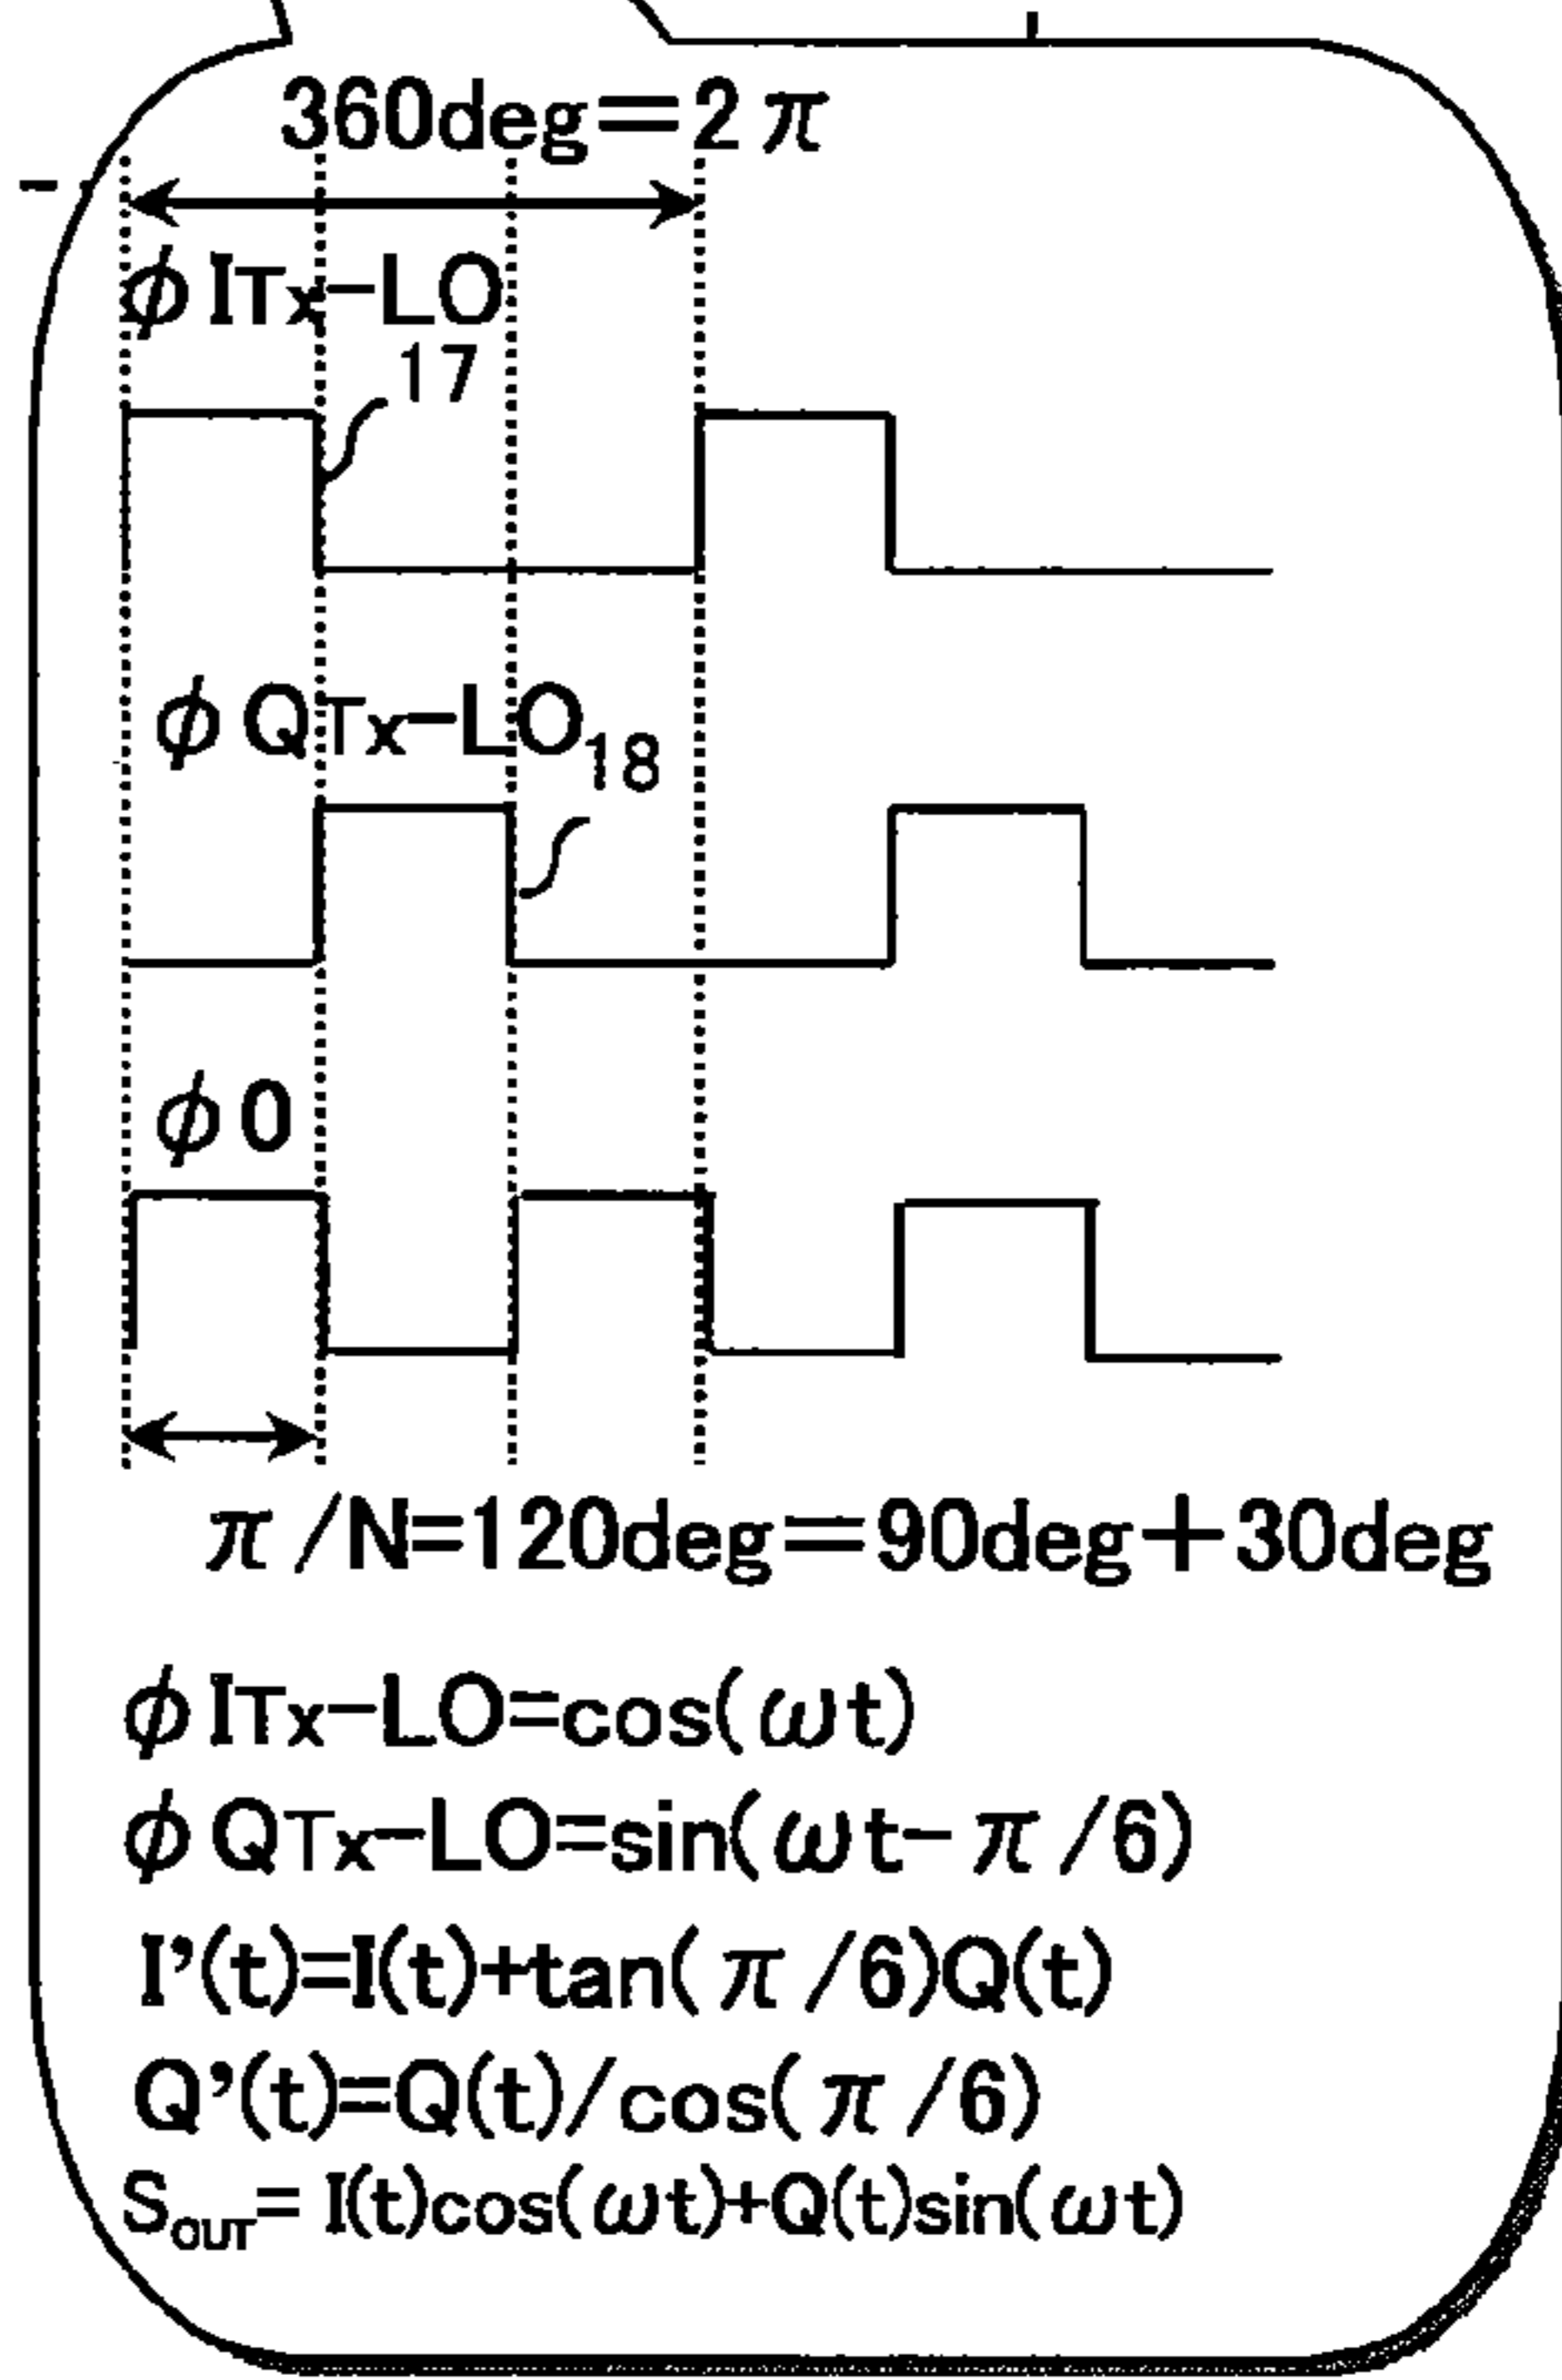 360deg=2π
φITx-LO
17
φQTx-LO
18
φ0
π/N=120deg=90deg+30deg
φITx-LO=cos(ωt)
φQTx-LO=sin(ωt-π/6)
I'(t)=I(t)+tan(π/6)Q(t)
Q'(t)=Q(t)/cos(π/6)
SOUT= I(t)cos(ωt)+Q(t)sin(ωt)